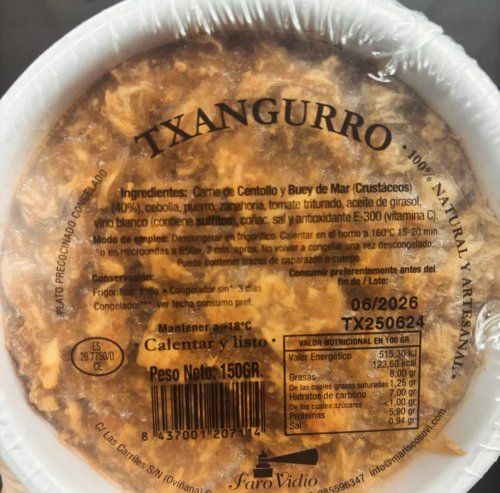 TXANGURRO
· 100% NATURAL Y ARTESANAL ·
PLATO PRECOCINADO CONGELADO
Ingredientes: Carne de Centollo y Buey de Mar (Crustáceos)
(40%), cebolla, puerro, zanahoria, tomate triturado, aceite de girasol,
vino blanco (contiene sulfitos), coñac, sal y antioxidante E-300 (vitamina C).
Modo de empleo: Descongelar en frigorífico. Calentar en el horno a 160ºC 15-20 min.
o en microondas a 850w, 2 min aprox. No volver a congelar una vez descongelado.
Puede contener trazas de caparazón o cuerpo.
Conservación:
Frigorífico 1 día • Congelador sin* 3 días
Congelador*** ver fecha consumo pref.
Consumir preferentemente antes del
fin de / Lote:
06/2026
TX250624
Mantener a -18°C
· Calentar y listo ·
Peso Neto: 150GR.
ES
26.7750/O
CE
VALOR NUTRICIONAL EN 100 GR.
Valor Energético 515,30 kJ
123,60 kcal
Grasas 8,00 gr
De las cuales grasas saturadas 1,25 gr
Hidratos de carbono 7,00 gr
De los cuales azúcares <1,00 gr
Proteínas 5,90 gr
Sal 0,94 gr
8 437001 207114
Faro Vidio
C/ Las Carriles S/N (Oviñana)
985596347 info@mariscosovi.com